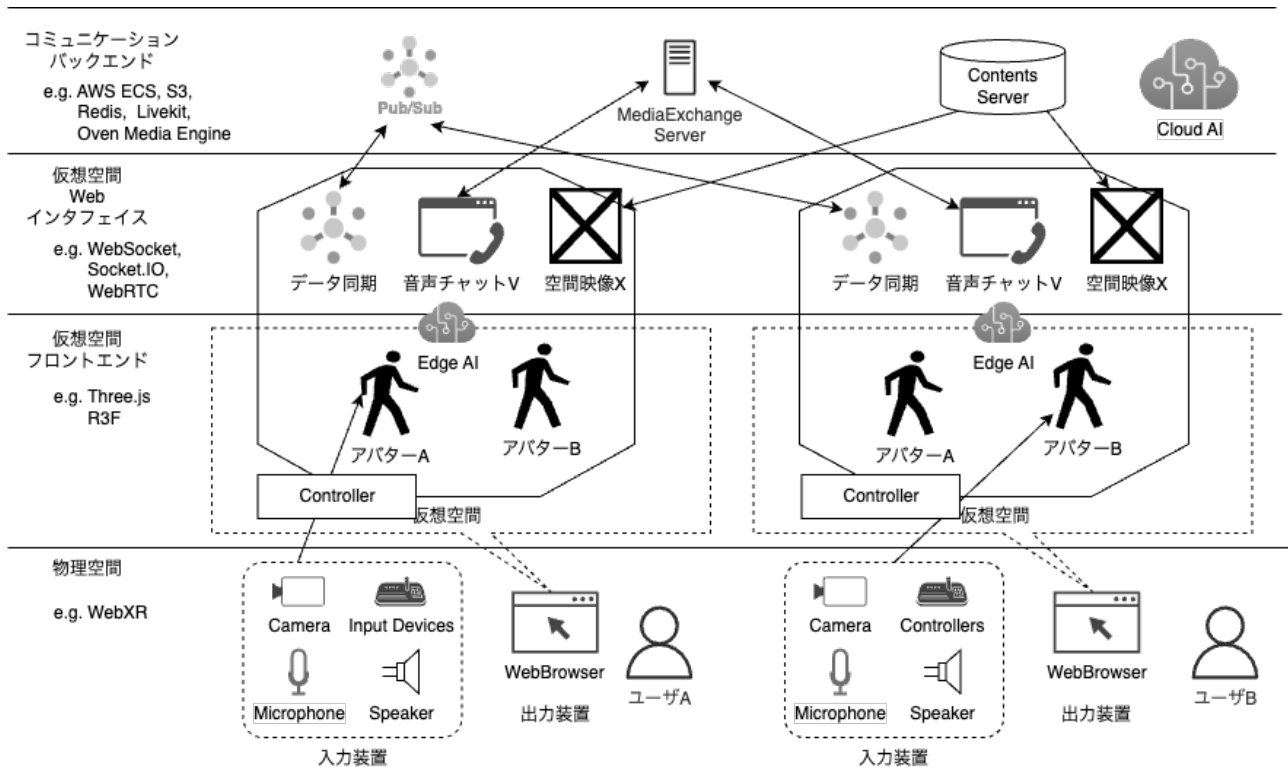 コミュニケーション
バックエンド
e.g. AWS ECS, S3,
Redis, Livekit,
Oven Media Engine
Pub/Sub
MediaExchange
Server
Contents
Server
Cloud AI
仮想空間
Web
インタフェイス
e.g. WebSocket,
Socket.IO,
WebRTC
データ同期
音声チャットV
空間映像X
データ同期
音声チャットV
空間映像X
仮想空間
フロントエンド
e.g. Three.js
R3F
Edge AI
アバターA
アバターB
Controller
仮想空間
Edge AI
アバターA
アバターB
Controller
仮想空間
物理空間
e.g. WebXR
Camera
Input Devices
Microphone
Speaker
入力装置
WebBrowser
出力装置
ユーザA
Camera
Controllers
Microphone
Speaker
入力装置
WebBrowser
出力装置
ユーザB